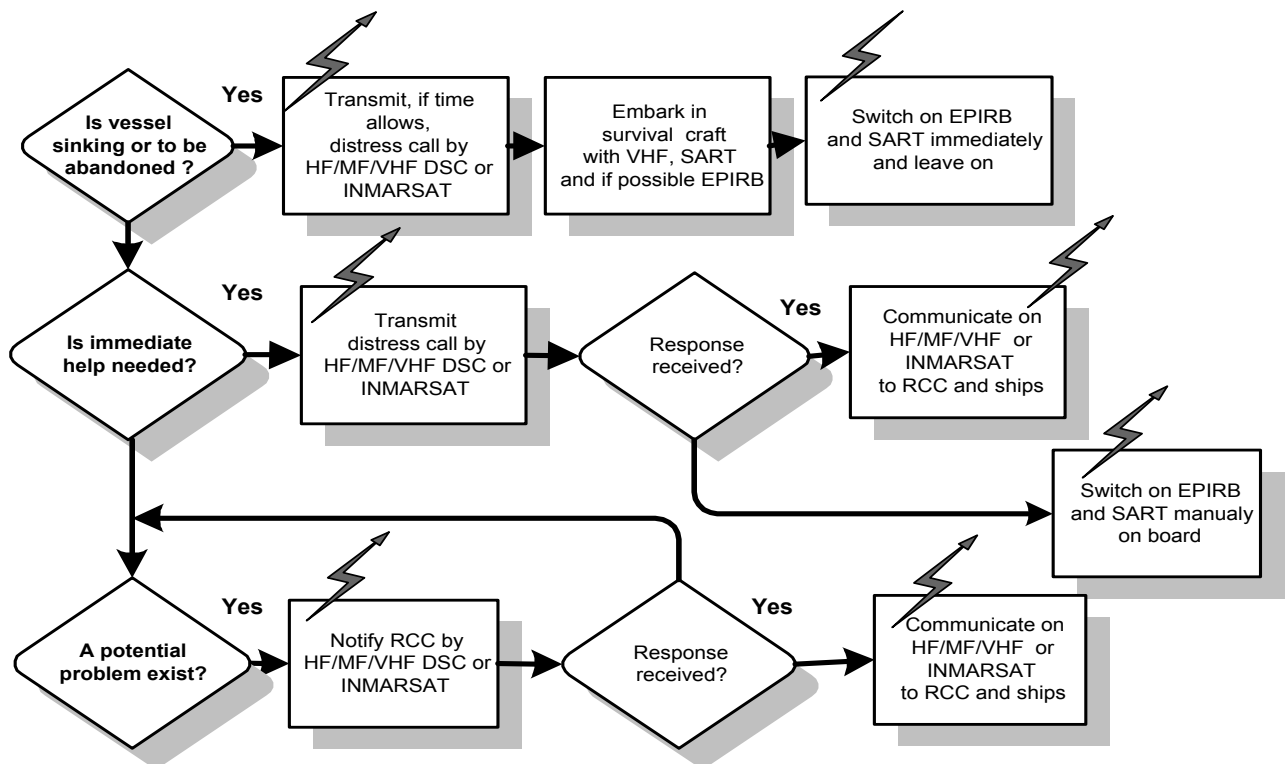 Is vessel
sinking or to be
abandoned ?
Yes
Transmit, if time
allows,
distress call by
HF/MF/VHF DSC or
INMARSAT
Embark in
survival craft
with VHF, SART
and if possible EPIRB
Switch on EPIRB
and SART immediately
and leave on
Is immediate
help needed?
Yes
Transmit
distress call by
HF/MF/VHF DSC or
INMARSAT
Response
received?
Yes
Communicate on
HF/MF/VHF or
INMARSAT
to RCC and ships
Switch on EPIRB
and SART manualy
on board
A potential
problem exist?
Yes
Notify RCC by
HF/MF/VHF DSC or
INMARSAT
Response
received?
Yes
Communicate on
HF/MF/VHF or
INMARSAT
to RCC and ships